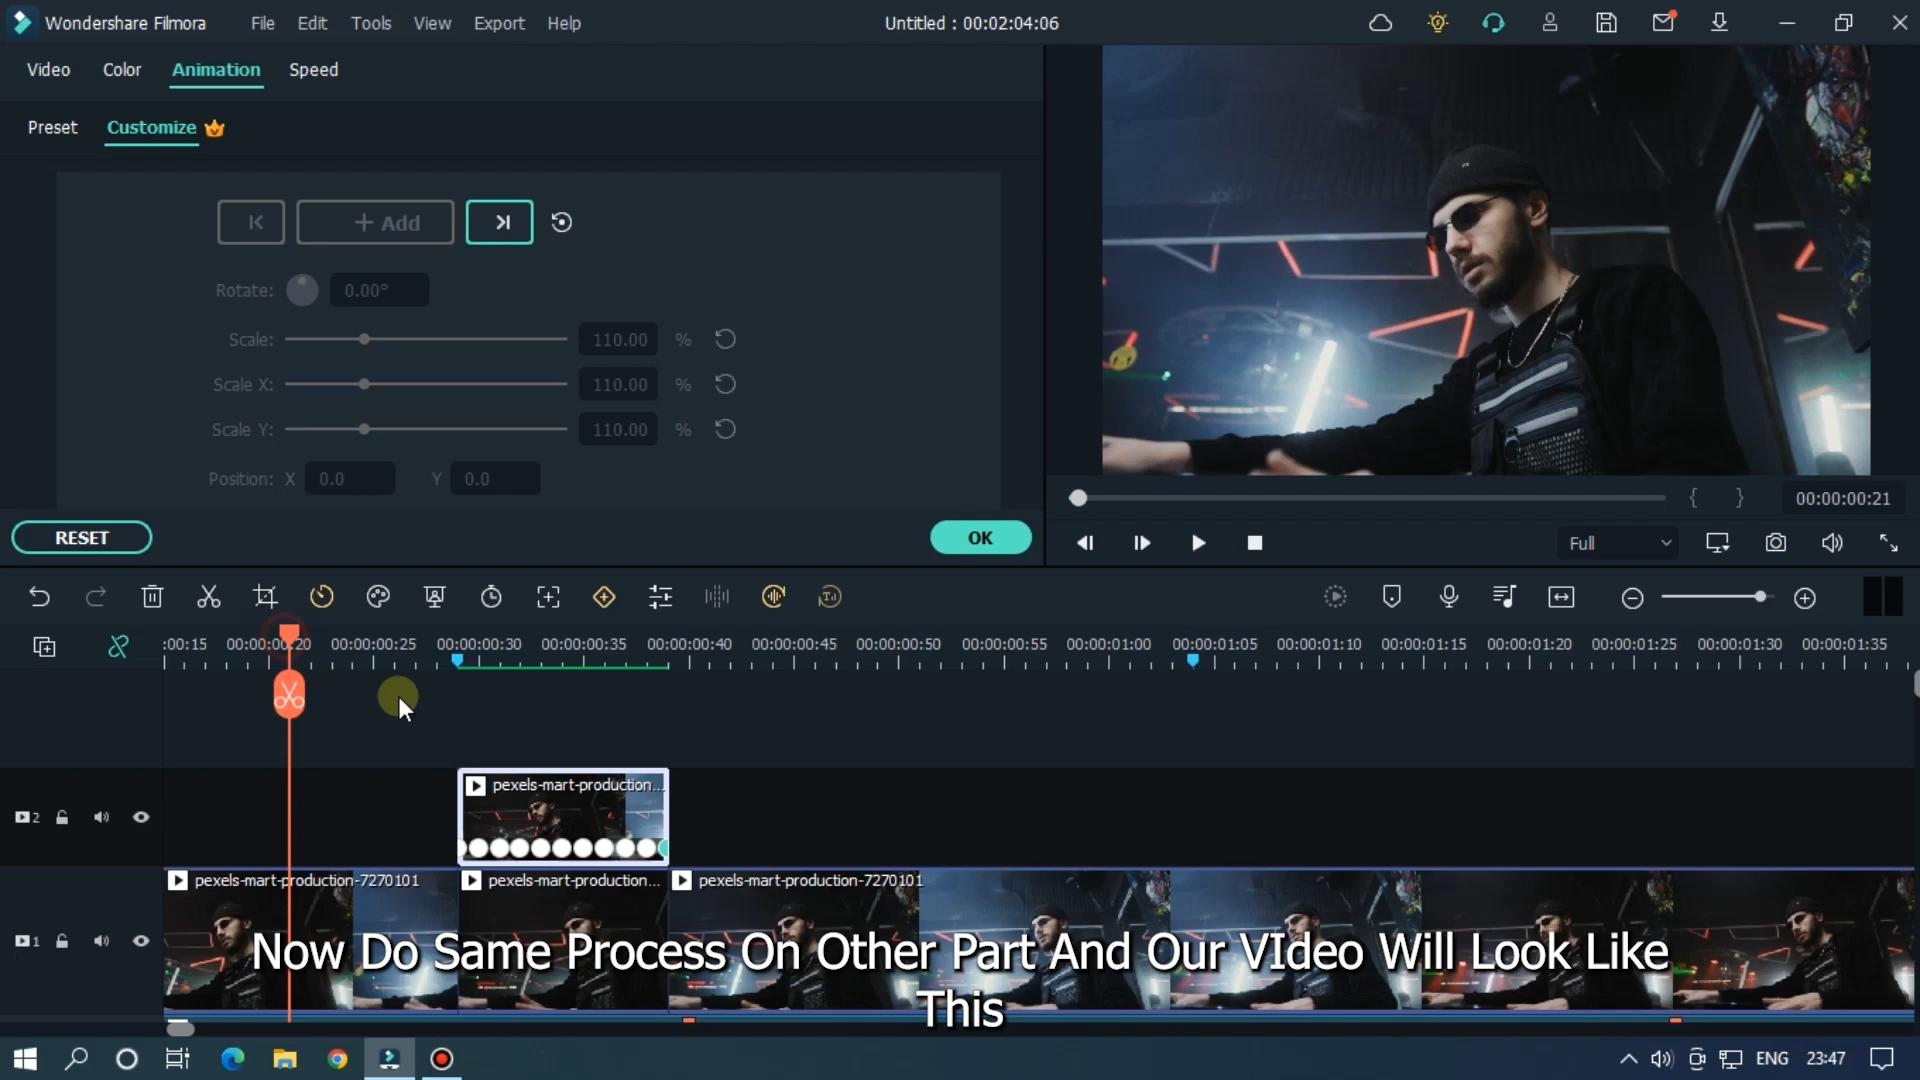 Wondershare Filmora File Edit Tools View Export Help Untitled : 00:02:04:06
Video Color Animation Speed
Preset Customize
+ Add
Rotate: 0.00°
Scale: 110.00 %
Scale X: 110.00 %
Scale Y: 110.00 %
Position: X 0.0 Y 0.0
{ } 00:00:00:21
RESET OK
Full
:00:15 00:00:00:20 00:00:00:25 00:00:00:30 00:00:00:35 00:00:00:40 00:00:00:45 00:00:00:50 00:00:00:55 00:00:01:00 00:00:01:05 00:00:01:10 00:00:01:15 00:00:01:20 00:00:01:25 00:00:01:30 00:00:01:35
pexels-mart-production...
2
pexels-mart-production-7270101 pexels-mart-production... pexels-mart-production-7270101
1
Now Do Same Process On Other Part And Our VIdeo Will Look Like
This
ENG 23:47